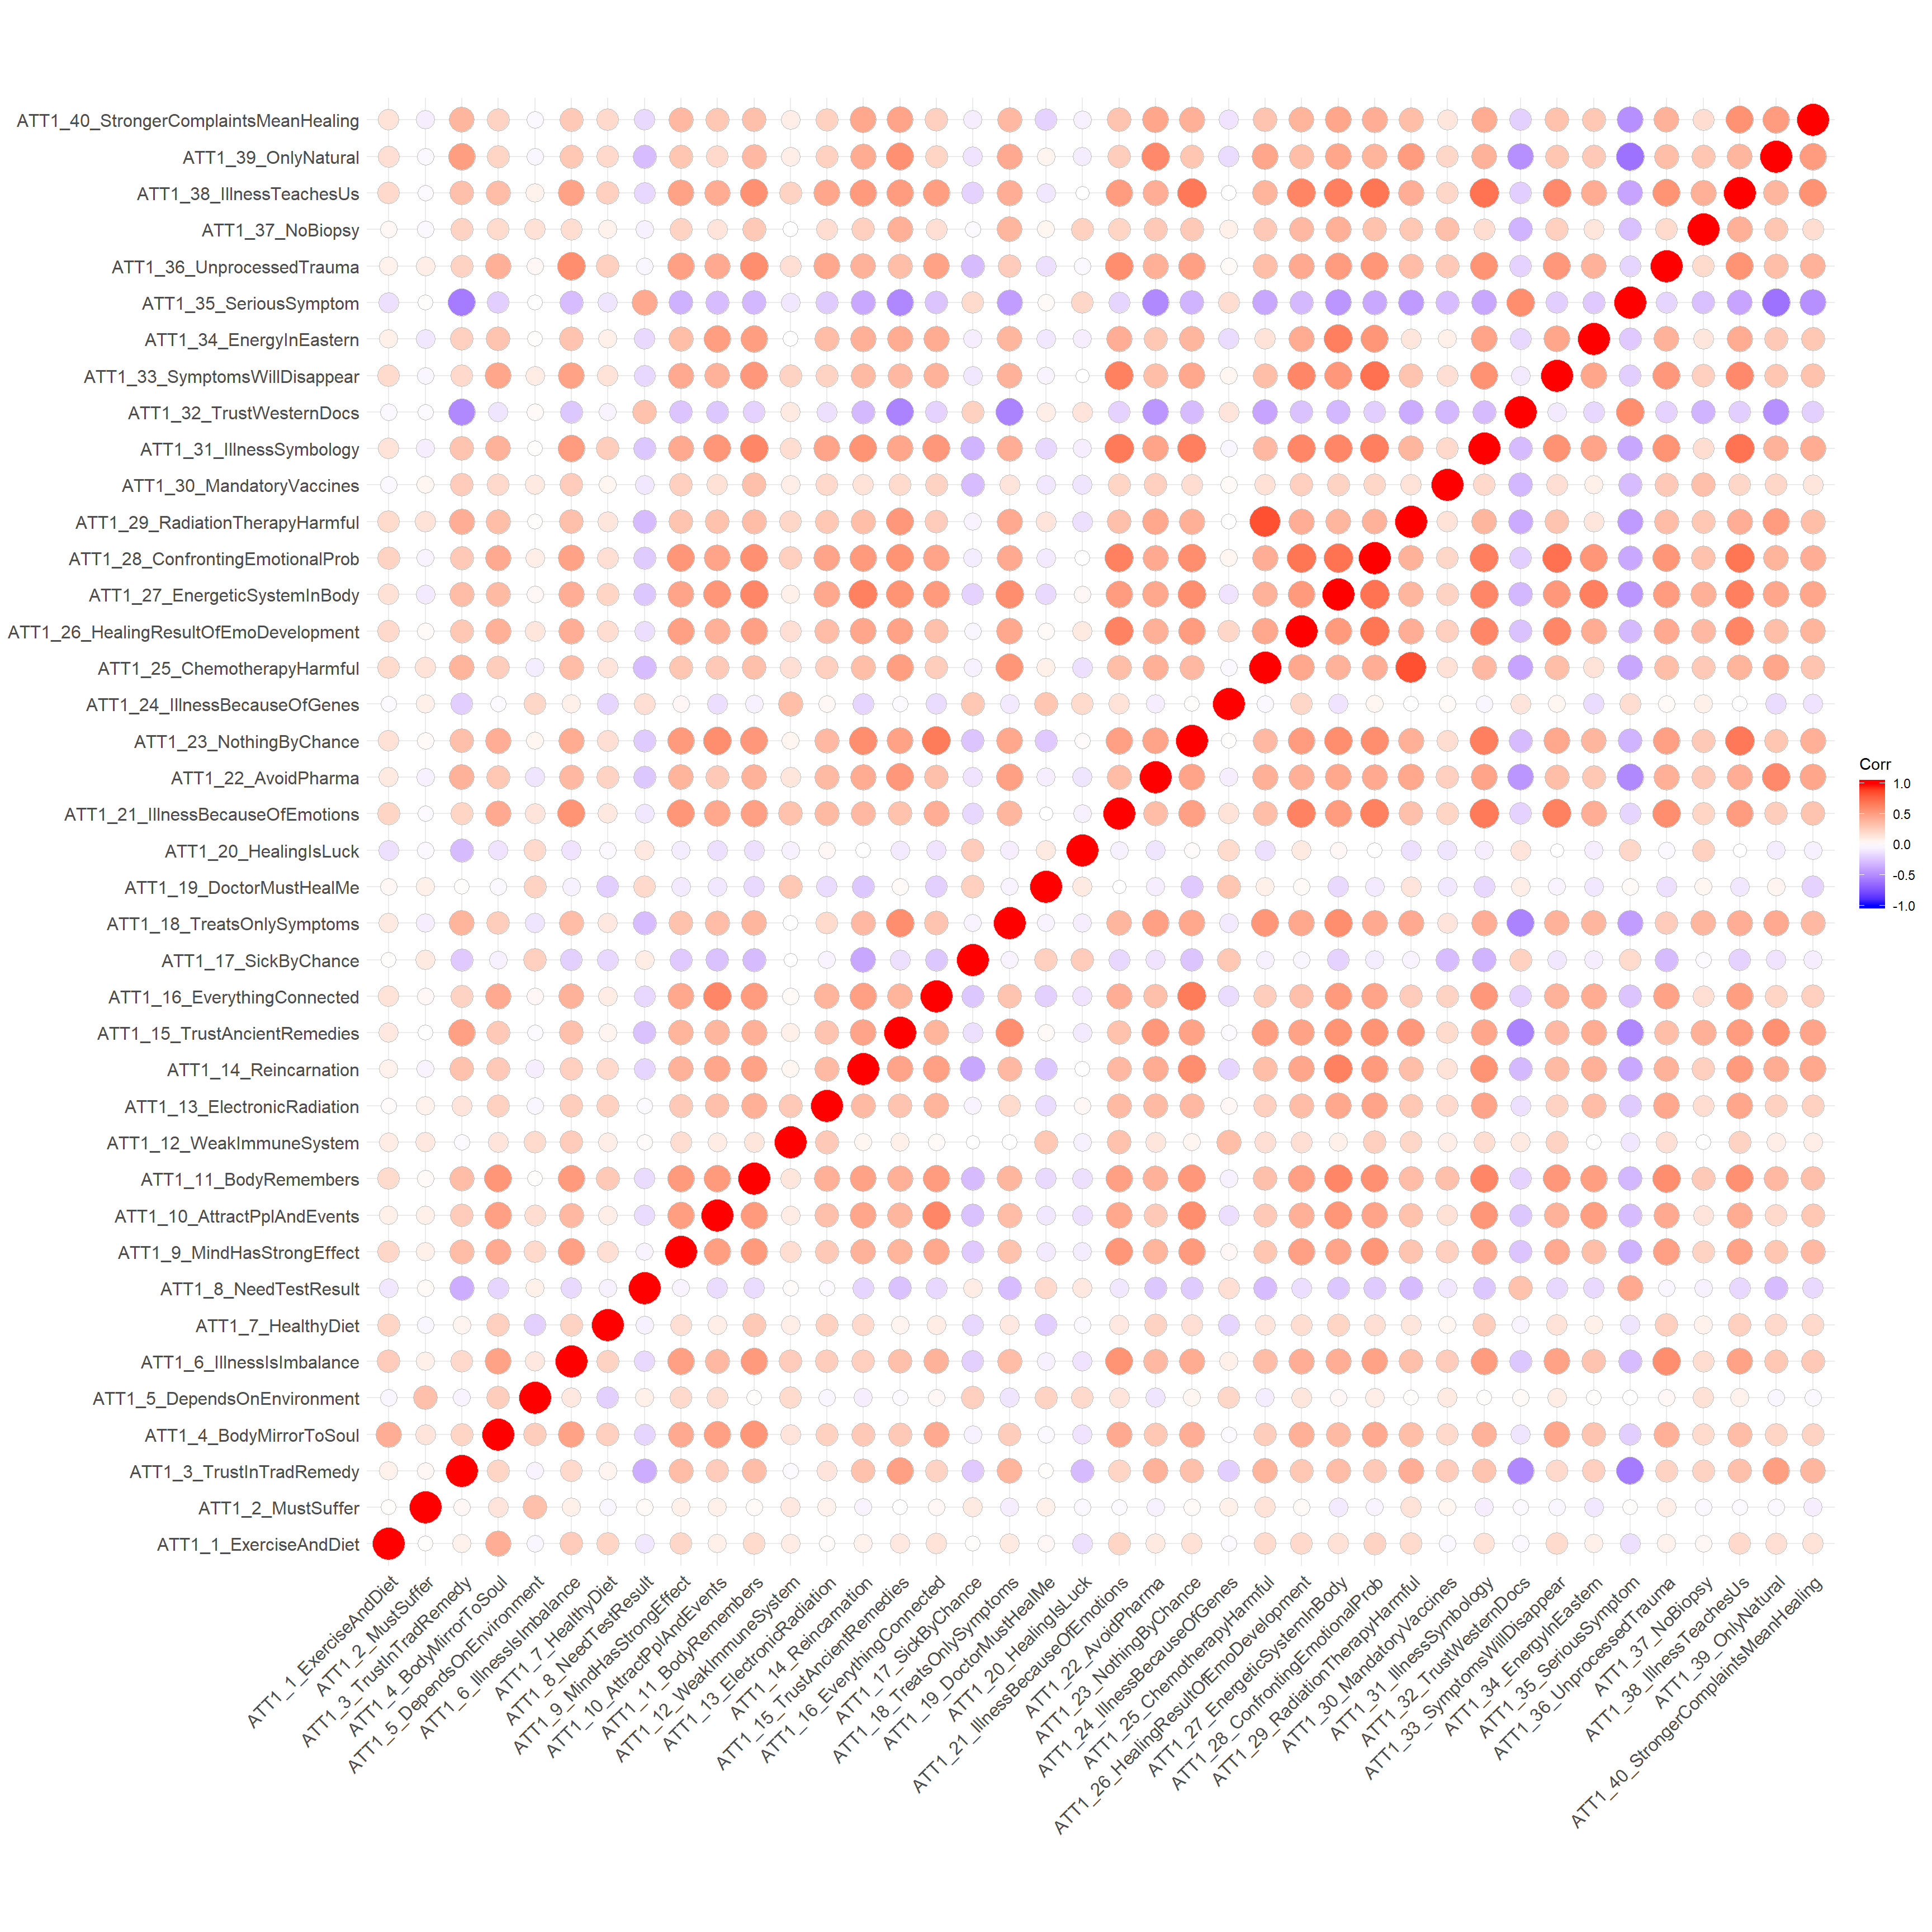 ATT1_40_StrongerComplaintsMeanHealing
ATT1_39_OnlyNatural
ATT1_38_IllnessTeachesUs
ATT1_37_NoBiopsy
ATT1_36_UnprocessedTrauma
ATT1_35_SeriousSymptom
ATT1_34_EnergyInEastern
ATT1_33_SymptomsWillDisappear
ATT1_32_TrustWesternDocs
ATT1_31_IllnessSymbology
ATT1_30_MandatoryVaccines
ATT1_29_RadiationTherapyHarmful
ATT1_28_ConfrontingEmotionalProb
ATT1_27_EnergeticSystemInBody
ATT1_26_HealingResultOfEmoDevelopment
ATT1_25_ChemotherapyHarmful
ATT1_24_IllnessBecauseOfGenes
ATT1_23_NothingByChance
ATT1_22_AvoidPharma
ATT1_21_IllnessBecauseOfEmotions
ATT1_20_HealingIsLuck
ATT1_19_DoctorMustHealMe
ATT1_18_TreatsOnlySymptoms
ATT1_17_SickByChance
ATT1_16_EverythingConnected
ATT1_15_TrustAncientRemedies
ATT1_14_Reincarnation
ATT1_13_ElectronicRadiation
ATT1_12_WeakImmuneSystem
ATT1_11_BodyRemembers
ATT1_10_AttractPplAndEvents
ATT1_9_MindHasStrongEffect
ATT1_8_NeedTestResult
ATT1_7_HealthyDiet
ATT1_6_IllnessIsImbalance
ATT1_5_DependsOnEnvironment
ATT1_4_BodyMirrorToSoul
ATT1_3_TrustInTradRemedy
ATT1_2_MustSuffer
ATT1_1_ExerciseAndDiet
ATT1_1_ExerciseAndDiet
ATT1_2_MustSuffer
ATT1_3_TrustInTradRemedy
ATT1_4_BodyMirrorToSoul
ATT1_5_DependsOnEnvironment
ATT1_6_IllnessIsImbalance
ATT1_7_HealthyDiet
ATT1_8_NeedTestResult
ATT1_9_MindHasStrongEffect
ATT1_10_AttractPplAndEvents
ATT1_11_BodyRemembers
ATT1_12_WeakImmuneSystem
ATT1_13_ElectronicRadiation
ATT1_14_Reincarnation
ATT1_15_TrustAncientRemedies
ATT1_16_EverythingConnected
ATT1_17_SickByChance
ATT1_18_TreatsOnlySymptoms
ATT1_19_DoctorMustHealMe
ATT1_20_HealingIsLuck
ATT1_21_IllnessBecauseOfEmotions
ATT1_22_AvoidPharma
ATT1_23_NothingByChance
ATT1_24_IllnessBecauseOfGenes
ATT1_25_ChemotherapyHarmful
ATT1_26_HealingResultOfEmoDevelopment
ATT1_27_EnergeticSystemInBody
ATT1_28_ConfrontingEmotionalProb
ATT1_29_RadiationTherapyHarmful
ATT1_30_MandatoryVaccines
ATT1_31_IllnessSymbology
ATT1_32_TrustWesternDocs
ATT1_33_SymptomsWillDisappear
ATT1_34_EnergyInEastern
ATT1_35_SeriousSymptom
ATT1_36_UnprocessedTrauma
ATT1_37_NoBiopsy
ATT1_38_IllnessTeachesUs
ATT1_39_OnlyNatural
ATT1_40_StrongerComplaintsMeanHealing
Corr
1.0
0.5
0.0
-0.5
-1.0